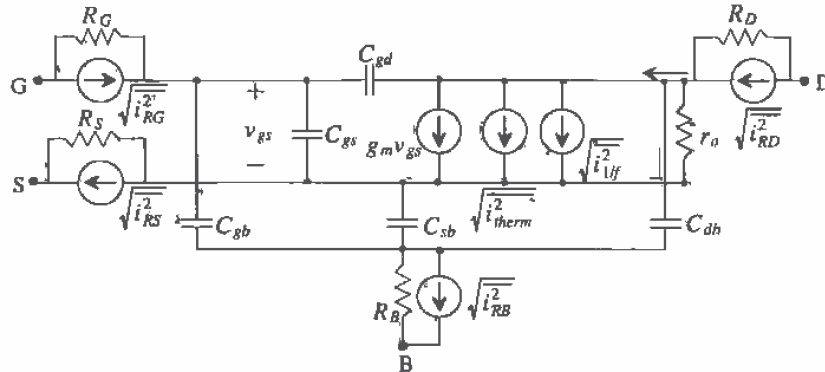 R_G
R_D
C_gd
G
D
√i²_RG
+
v_gs
−
C_gs
g_m v_gs
√i²_1/f
r_o
√i²_RD
R_S
S
√i²_RS
C_gb
C_sb
√i²_therm
C_db
R_B
√i²_RB
B